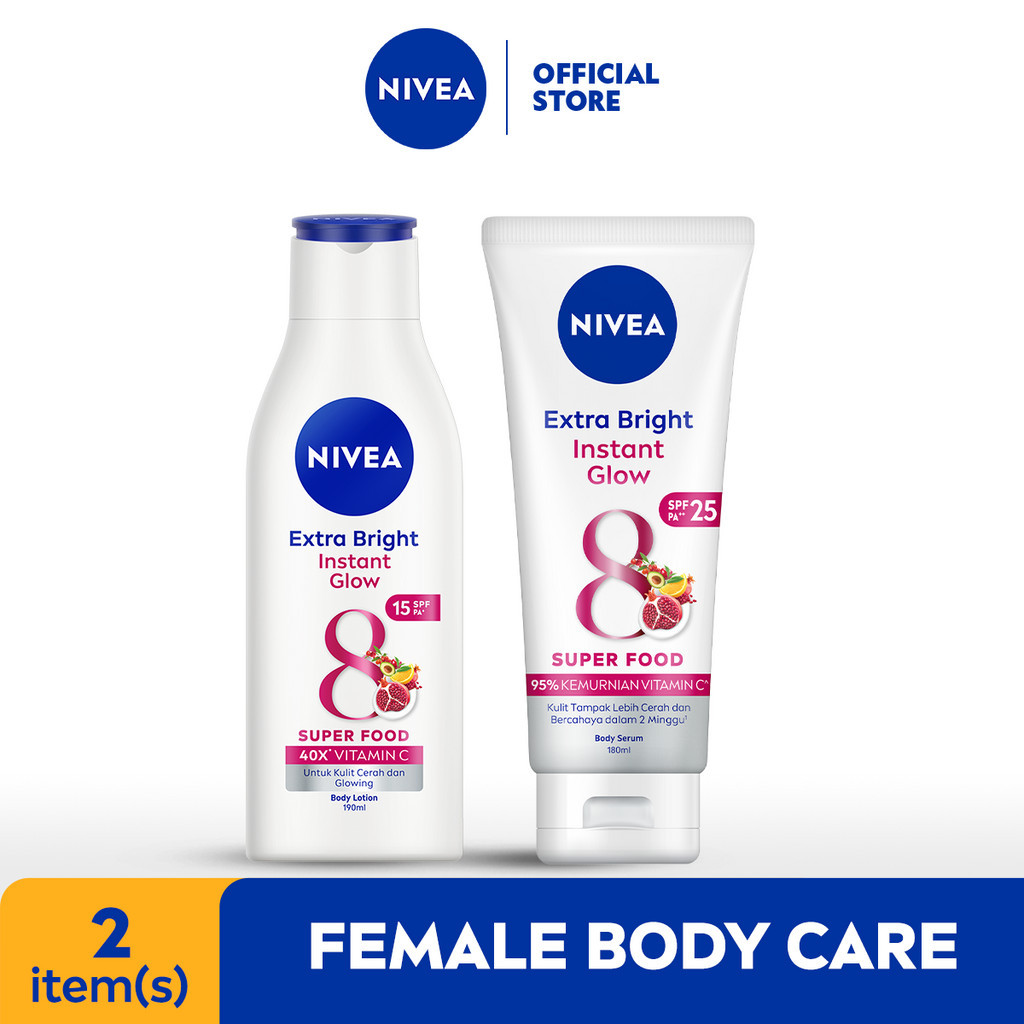 NIVEA
OFFICIAL
STORE
NIVEA
NIVEA
Extra Bright
Instant
Glow
15 SPF
PA+
8
SUPER FOOD
40X* VITAMIN C
Untuk Kulit Cerah dan
Glowing
Body Lotion
190ml
NIVEA
Extra Bright
Instant
Glow
SPF 25
PA++
8
SUPER FOOD
95% KEMURNIAN VITAMIN C^
Kulit Tampak Lebih Cerah dan
Bercahaya dalam 2 Minggu¹
Body Serum
180ml
2
item(s)
FEMALE BODY CARE